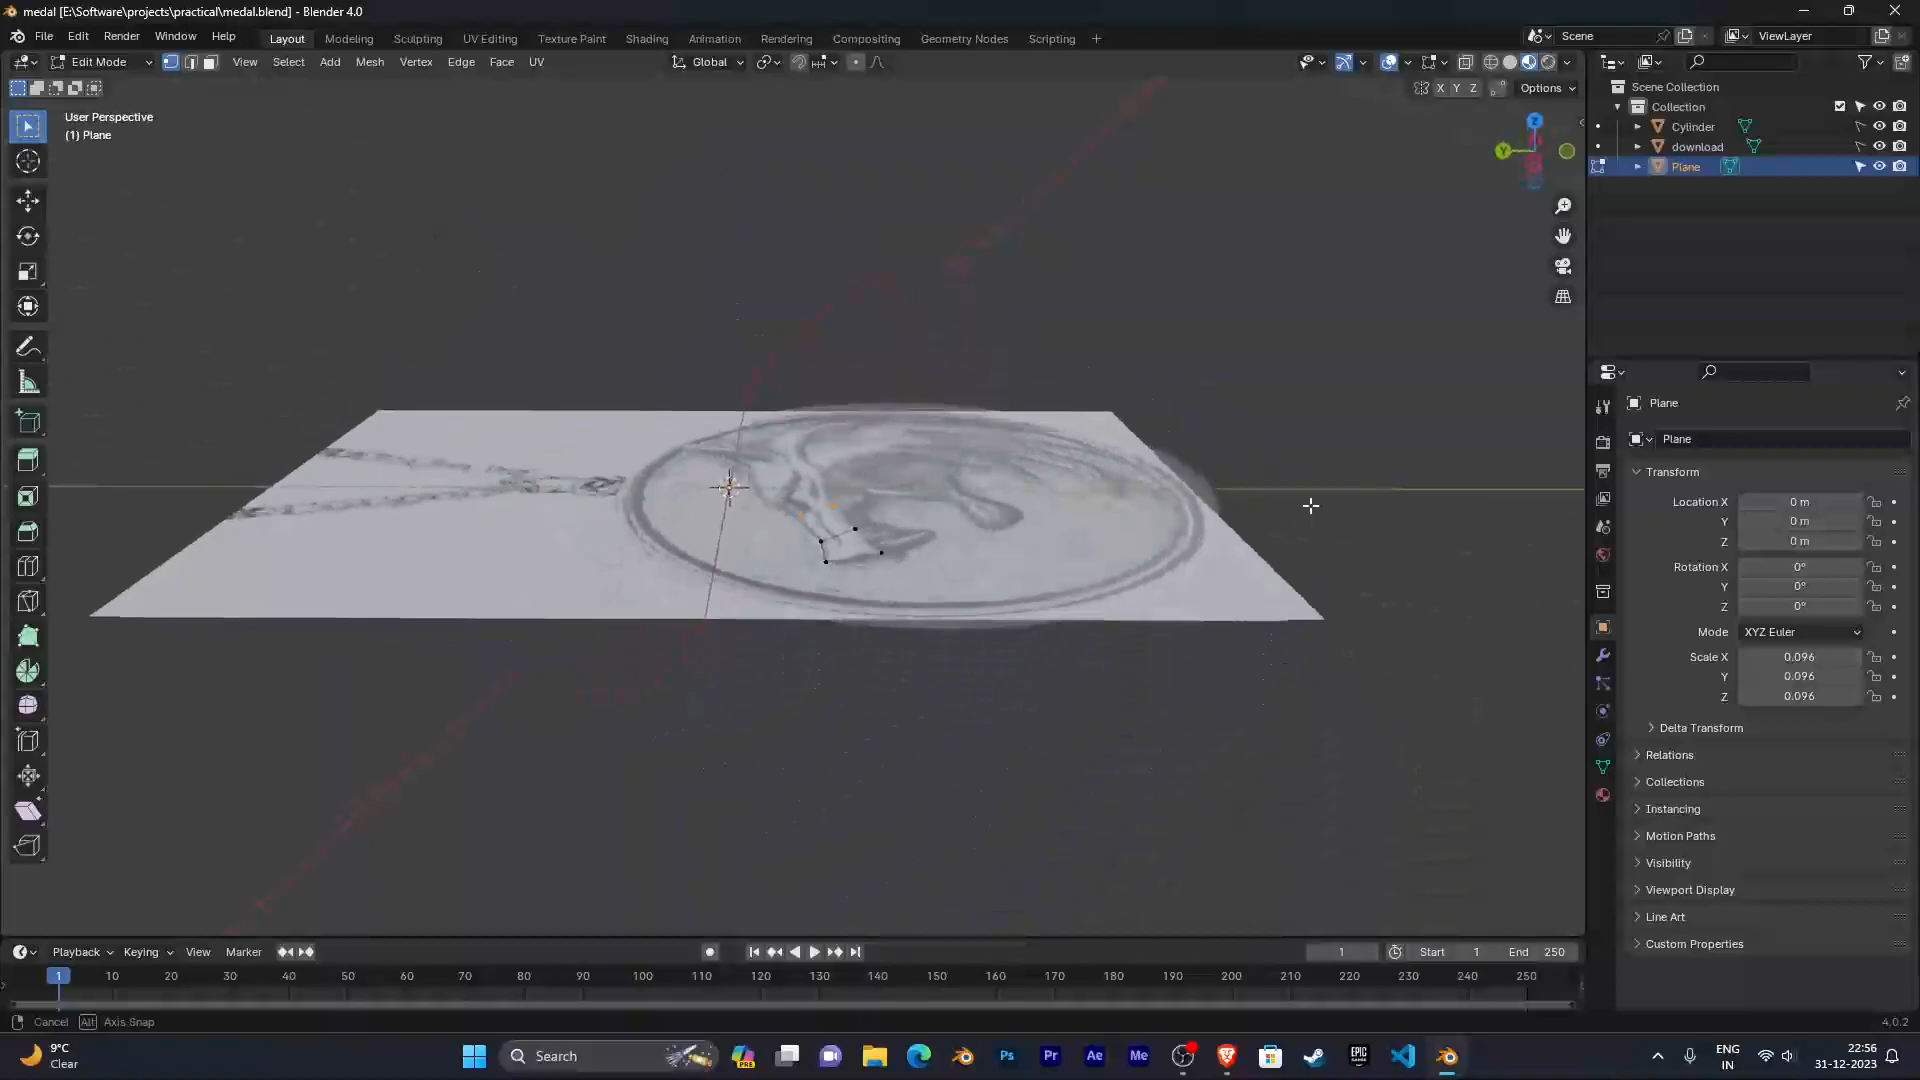 medal [E:\Software\projects\practical\medal.blend] - Blender 4.0
File Edit Render Window Help
Layout Modeling Sculpting UV Editing Texture Paint Shading Animation Rendering Compositing Geometry Nodes Scripting +
Scene
ViewLayer
Edit Mode
View Select Add Mesh Vertex Edge Face UV
Global
X Y Z
Options
User Perspective
(1) Plane
Z
Y
Scene Collection
Collection
Cylinder
download
Plane
Plane
Plane
Transform
Location X 0 m
Y 0 m
Z 0 m
Rotation X 0°
Y 0°
Z 0°
Mode XYZ Euler
Scale X 0.096
Y 0.096
Z 0.096
Delta Transform
Relations
Collections
Instancing
Motion Paths
Visibility
Viewport Display
Line Art
Custom Properties
Playback Keying View Marker
1
Start 1 End 250
1 10 20 30 40 50 60 70 80 90 100 110 120 130 140 150 160 170 180 190 200 210 220 230 240 250
Cancel Alt Axis Snap
4.0.2
9°C
Clear
Search
PRE
Ps Pr Ae Me
EPIC
GAMES
ENG
IN
22:56
31-12-2023